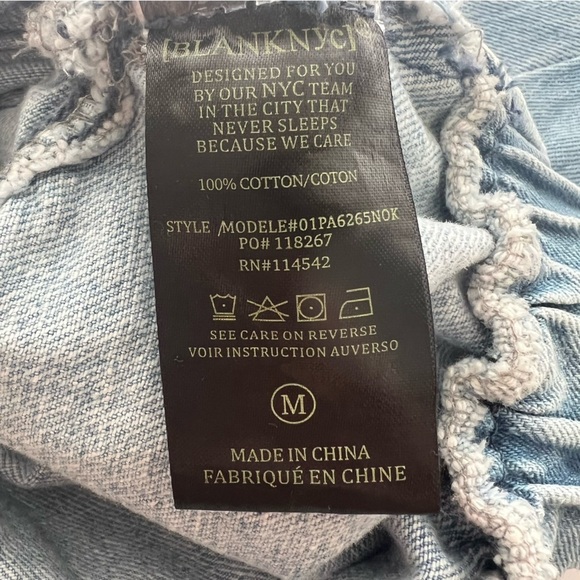 [BLANKNyc]®
DESIGNED FOR YOU
BY OUR NYC TEAM
IN THE CITY THAT
NEVER SLEEPS
BECAUSE WE CARE
100% COTTON/COTON
STYLE /MODELE#01PA6265NOK
PO# 118267
RN#114542
SEE CARE ON REVERSE
VOIR INSTRUCTION AUVERSO
M
MADE IN CHINA
FABRIQUÉ EN CHINE